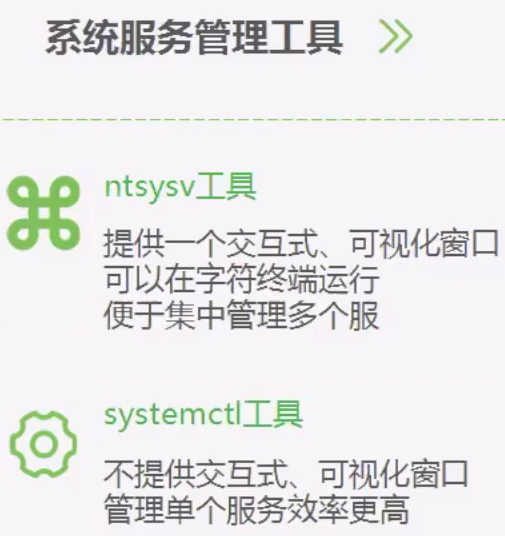 系统服务管理工具
ntsysv工具
提供一个交互式、可视化窗口
可以在字符终端运行
便于集中管理多个服
systemctl工具
不提供交互式、可视化窗口
管理单个服务效率更高